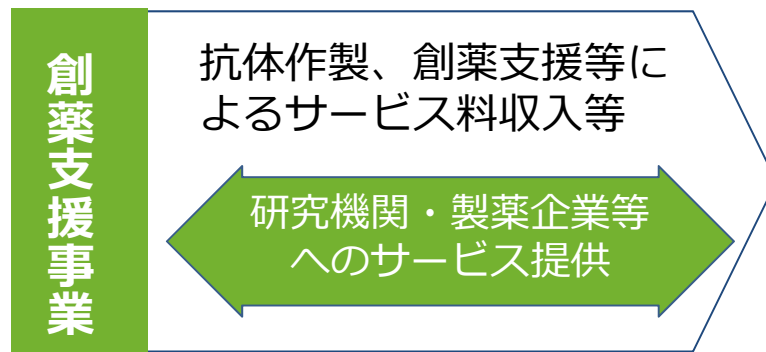 創薬支援事業
抗体作製、創薬支援等に
よるサービス料収入等
研究機関・製薬企業等
へのサービス提供